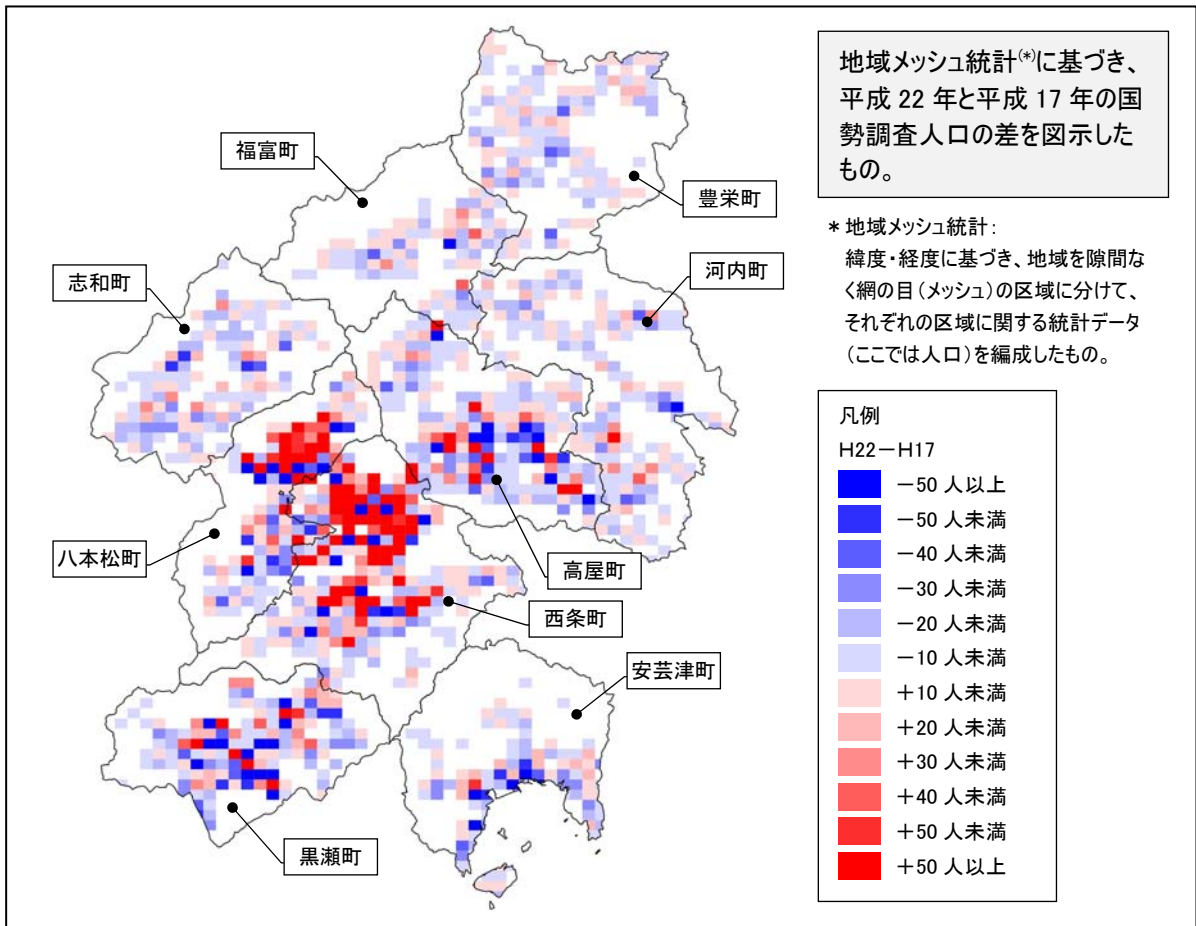 地域メッシュ統計(*)に基づき、
平成 22 年と平成 17 年の国
勢調査人口の差を図示した
もの。
福富町
豊栄町
* 地域メッシュ統計:
緯度・経度に基づき、地域を隙間な
く網の目(メッシュ)の区域に分けて、
それぞれの区域に関する統計データ
(ここでは人口)を編成したもの。
志和町
河内町
凡例
H22-H17
-50 人以上
-50 人未満
-40 人未満
-30 人未満
-20 人未満
-10 人未満
+10 人未満
+20 人未満
+30 人未満
+40 人未満
+50 人未満
+50 人以上
八本松町
高屋町
西条町
安芸津町
黒瀬町